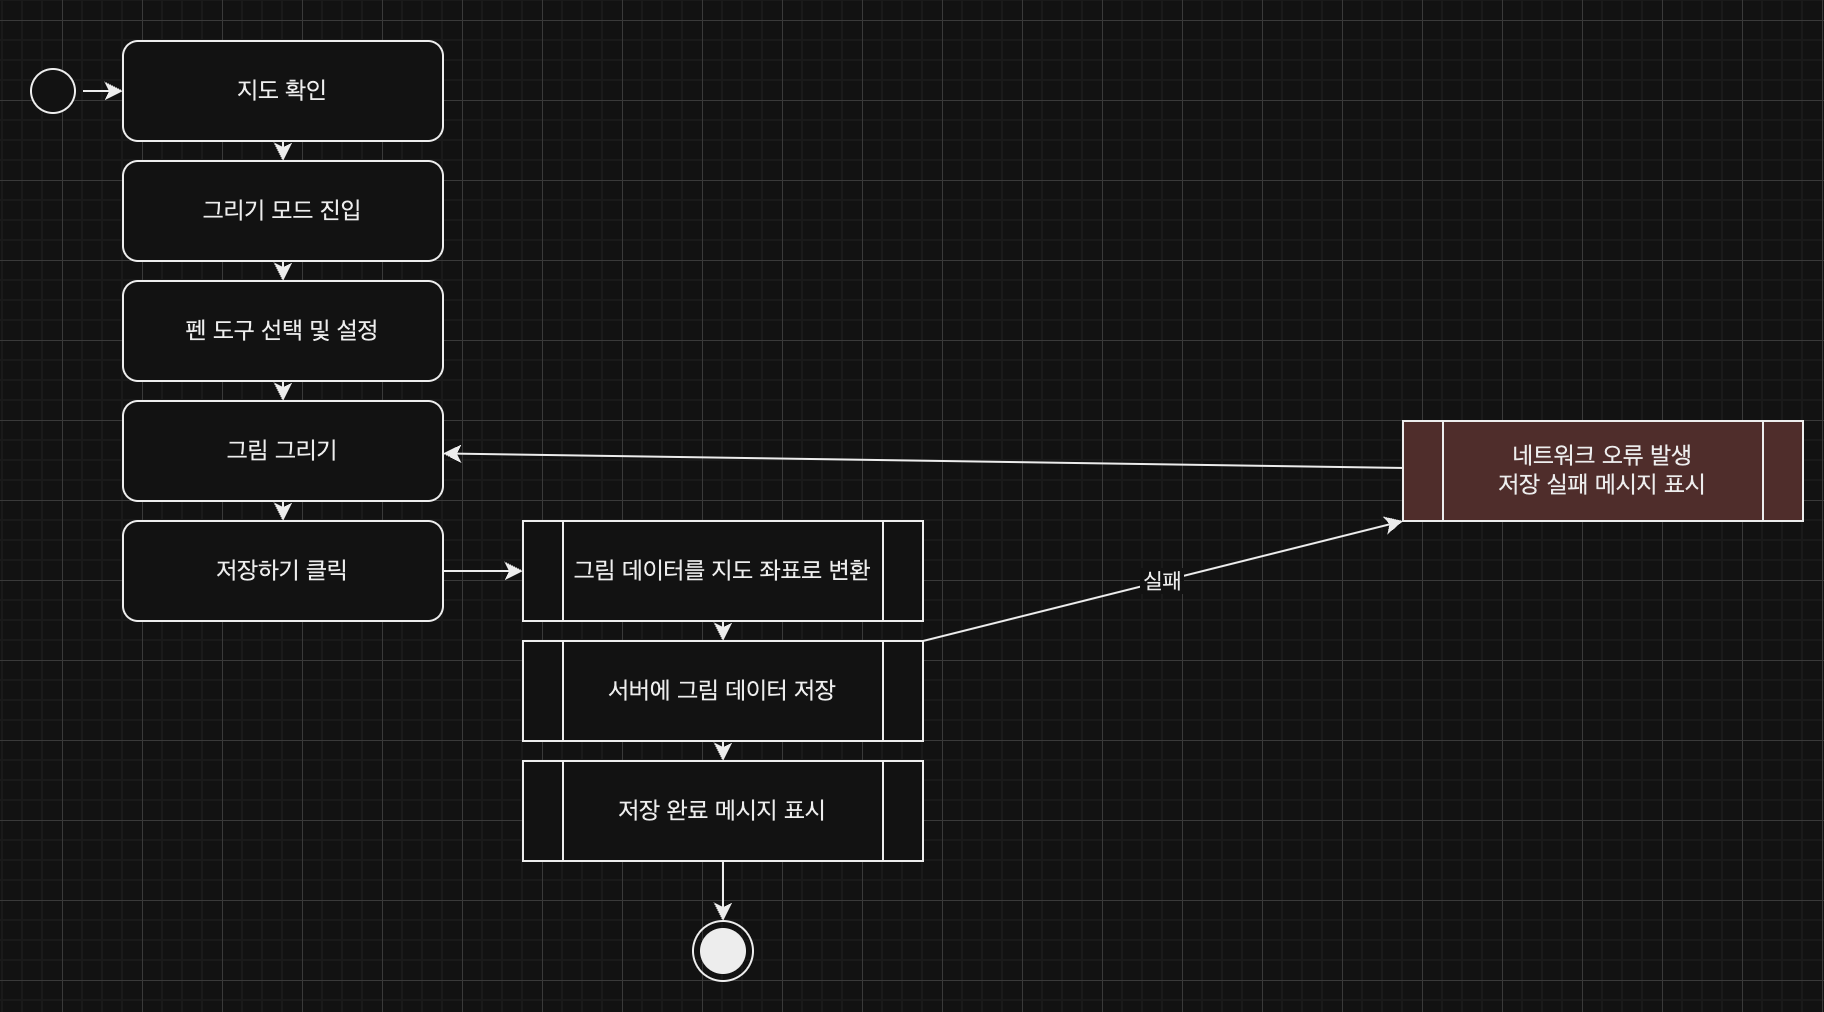 지도 확인
그리기 모드 진입
펜 도구 선택 및 설정
그림 그리기
저장하기 클릭
그림 데이터를 지도 좌표로 변환
서버에 그림 데이터 저장
저장 완료 메시지 표시
실패
네트워크 오류 발생
저장 실패 메시지 표시